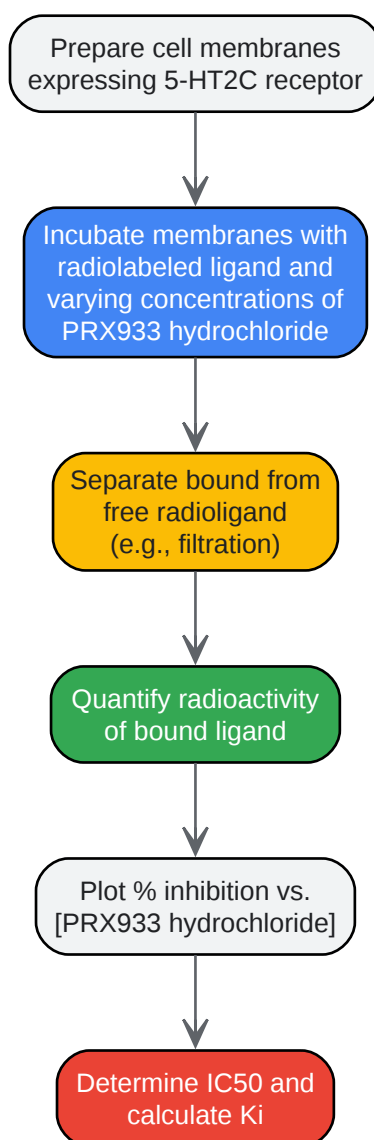 Prepare cell membranes
expressing 5-HT2C receptor
Incubate membranes with
radiolabeled ligand and
varying concentrations of
PRX933 hydrochloride
Separate bound from
free radioligand
(e.g., filtration)
Quantify radioactivity
of bound ligand
Plot % inhibition vs.
[PRX933 hydrochloride]
Determine IC50 and
calculate Ki